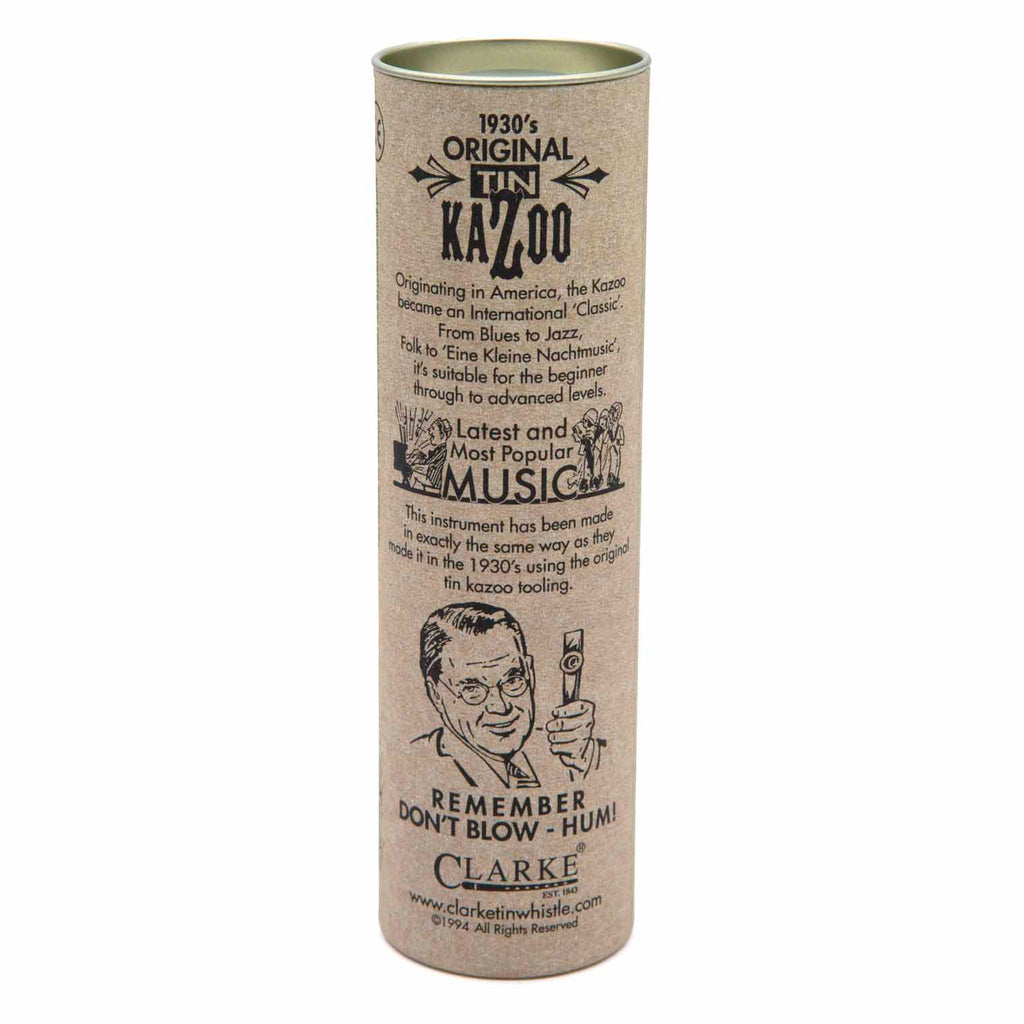 1930's
ORIGINAL
TIN
KAZOO
Originating in America, the Kazoo
became an International 'Classic'.
From Blues to Jazz,
Folk to 'Eine Kleine Nachtmusic',
it's suitable for the beginner
through to advanced levels.
Latest and
Most Popular
MUSIC
This instrument has been made
in exactly the same way as they
made it in the 1930's using the original
tin kazoo tooling.
REMEMBER
DON'T BLOW - HUM!
CLARKE®
EST. 1843
www.clarketinwhistle.com
©1994 All Rights Reserved